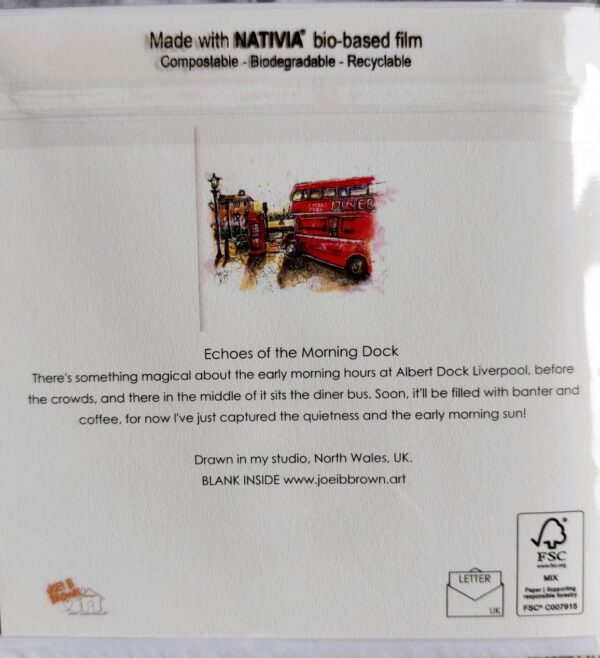 Made with NATIVIA® bio-based film
Compostable - Biodegradable - Recyclable
DINER
Echoes of the Morning Dock
There's something magical about the early morning hours at Albert Dock Liverpool, before
the crowds, and there in the middle of it sits the diner bus. Soon, it'll be filled with banter and
coffee, for now I've just captured the quietness and the early morning sun!
Drawn in my studio, North Wales, UK.
BLANK INSIDE www.joeibbrown.art
JOEI B
BROWN
ART
LETTER
UK
FSC
www.fsc.org
MIX
Paper | Supporting
responsible forestry
FSC® C007915